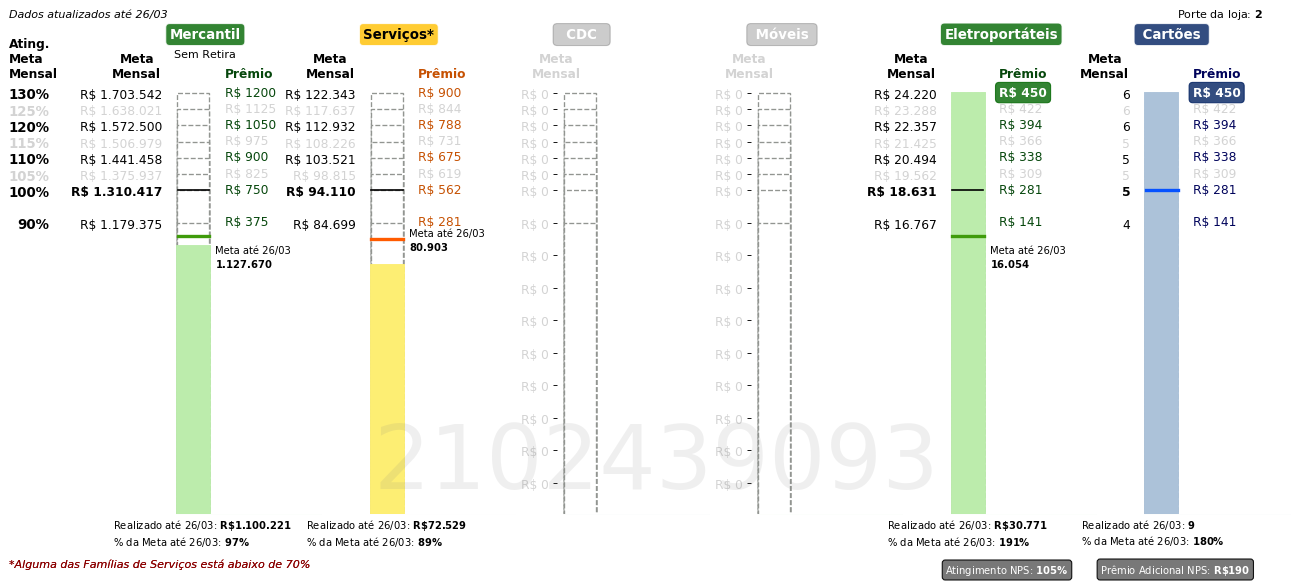 Dados atualizados até 26/03
Porte da loja: 2
Mercantil
Serviços*
CDC
Móveis
Eletroportáteis
Cartões
Sem Retira
Ating. Meta Mensal
Meta Mensal
Prêmio
Meta Mensal
Prêmio
Meta Mensal
Meta Mensal
Meta Mensal
Prêmio
Meta Mensal
Prêmio
130% R$ 1.703.542 R$ 1200 R$ 122.343 R$ 900 R$ 0 R$ 0 R$ 24.220 R$ 450 6 R$ 450
125% R$ 1.638.021 R$ 1125 R$ 117.637 R$ 844 R$ 0 R$ 0 R$ 23.288 R$ 422 6 R$ 422
120% R$ 1.572.500 R$ 1050 R$ 112.932 R$ 788 R$ 0 R$ 0 R$ 22.357 R$ 394 6 R$ 394
115% R$ 1.506.979 R$ 975 R$ 108.226 R$ 731 R$ 0 R$ 0 R$ 21.425 R$ 366 5 R$ 366
110% R$ 1.441.458 R$ 900 R$ 103.521 R$ 675 R$ 0 R$ 0 R$ 20.494 R$ 338 5 R$ 338
105% R$ 1.375.937 R$ 825 R$ 98.815 R$ 619 R$ 0 R$ 0 R$ 19.562 R$ 309 5 R$ 309
100% R$ 1.310.417 R$ 750 R$ 94.110 R$ 562 R$ 0 R$ 0 R$ 18.631 R$ 281 5 R$ 281
90% R$ 1.179.375 R$ 375 R$ 84.699 R$ 281 R$ 0 R$ 0 R$ 16.767 R$ 141 4 R$ 141
Meta até 26/03
1.127.670
Meta até 26/03
80.903
Meta até 26/03
16.054
R$ 0 R$ 0
R$ 0 R$ 0
R$ 0 R$ 0
R$ 0 R$ 0
R$ 0 R$ 0
R$ 0 R$ 0
R$ 0 R$ 0
R$ 0 R$ 0
2102439093
Realizado até 26/03: R$1.100.221
% da Meta até 26/03: 97%
Realizado até 26/03: R$72.529
% da Meta até 26/03: 89%
Realizado até 26/03: R$30.771
% da Meta até 26/03: 191%
Realizado até 26/03: 9
% da Meta até 26/03: 180%
*Alguma das Famílias de Serviços está abaixo de 70%
Atingimento NPS: 105%
Prêmio Adicional NPS: R$190